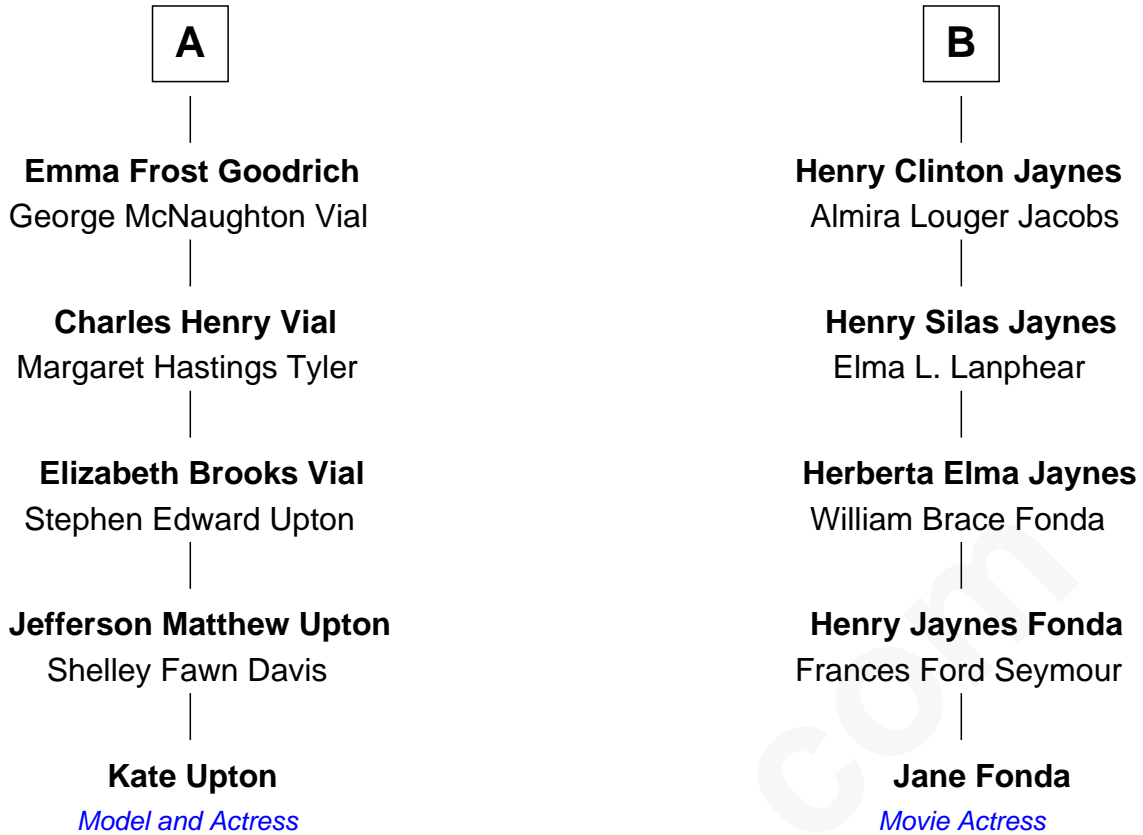 A
Emma Frost Goodrich
George McNaughton Vial
Charles Henry Vial
Margaret Hastings Tyler
Elizabeth Brooks Vial
Stephen Edward Upton
Jefferson Matthew Upton
Shelley Fawn Davis
Kate Upton
Model and Actress
B
Henry Clinton Jaynes
Almira Louger Jacobs
Henry Silas Jaynes
Elma L. Lanphear
Herberta Elma Jaynes
William Brace Fonda
Henry Jaynes Fonda
Frances Ford Seymour
Jane Fonda
Movie Actress
com